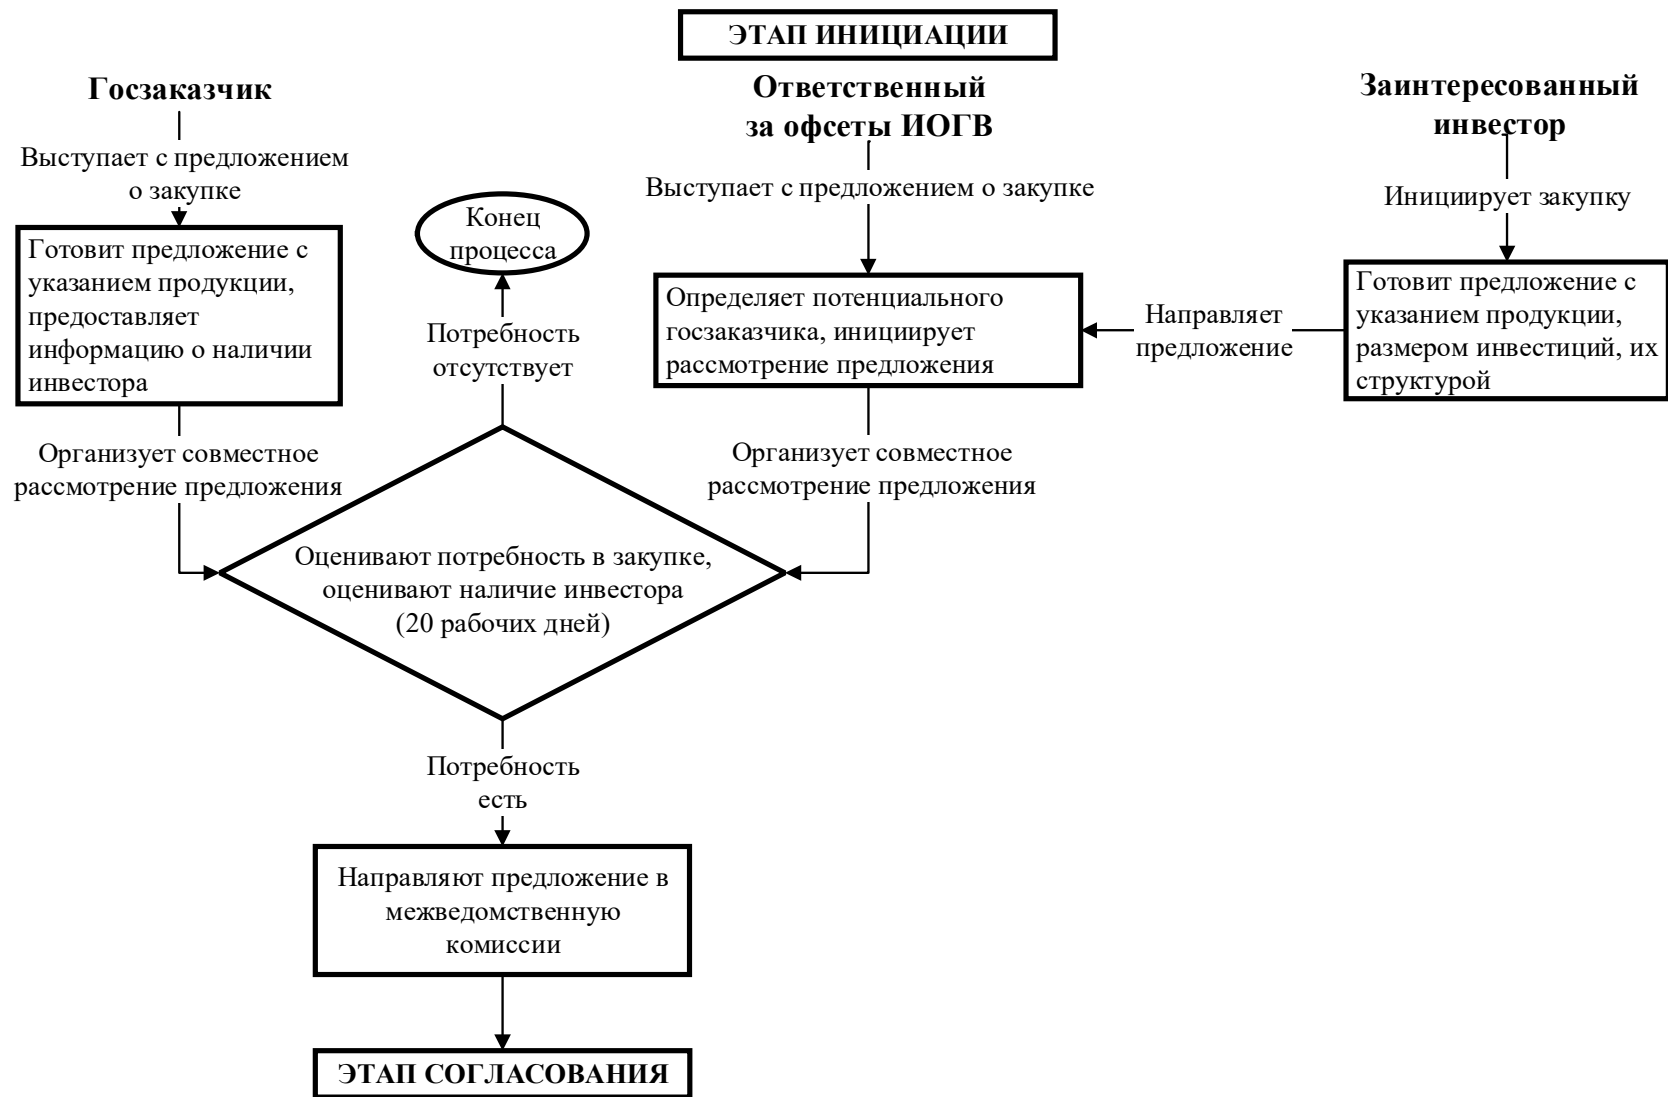 ЭТАП ИНИЦИАЦИИ
Госзаказчик
Выступает с предложением
о закупке
Готовит предложение с
указанием продукции,
предоставляет
информацию о наличии
инвестора
Организует совместное
рассмотрение предложения
Конец
процесса
Потребность
отсутствует
Ответственный
за офсеты ИОГВ
Выступает с предложением о закупке
Определяет потенциального
госзаказчика, инициирует
рассмотрение предложения
Организует совместное
рассмотрение предложения
Заинтересованный
инвестор
Инициирует закупку
Готовит предложение с
указанием продукции,
размером инвестиций, их
структурой
Направляет
предложение
Оценивают потребность в закупке,
оценивают наличие инвестора
(20 рабочих дней)
Потребность
есть
Направляют предложение в
межведомственную
комиссии
ЭТАП СОГЛАСОВАНИЯ